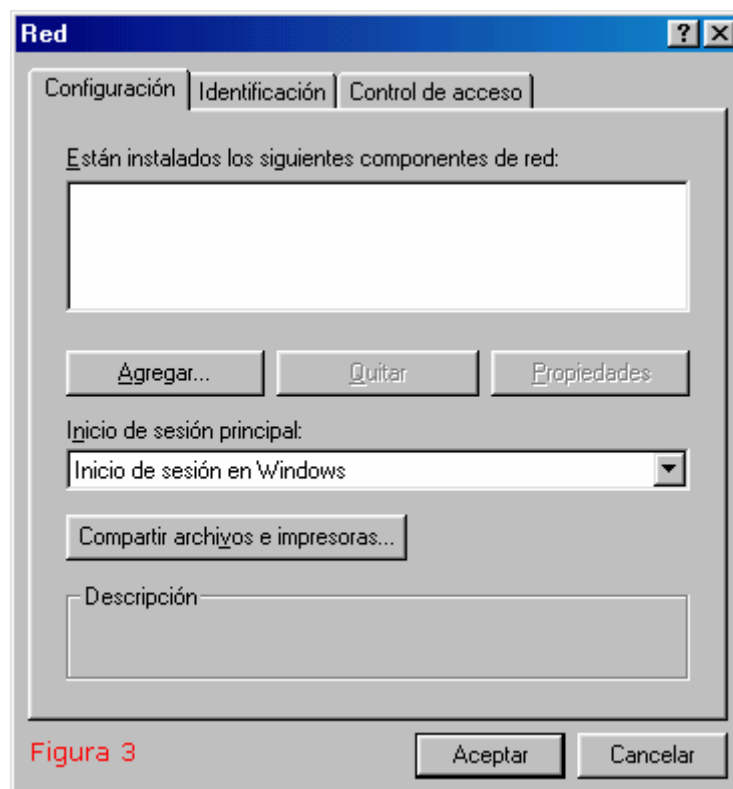 Red
Configuración Identificación Control de acceso
Están instalados los siguientes componentes de red:
Agregar... Quitar Propiedades
Inicio de sesión principal:
Inicio de sesión en Windows
Compartir archivos e impresoras...
Descripción
Figura 3 Aceptar Cancelar